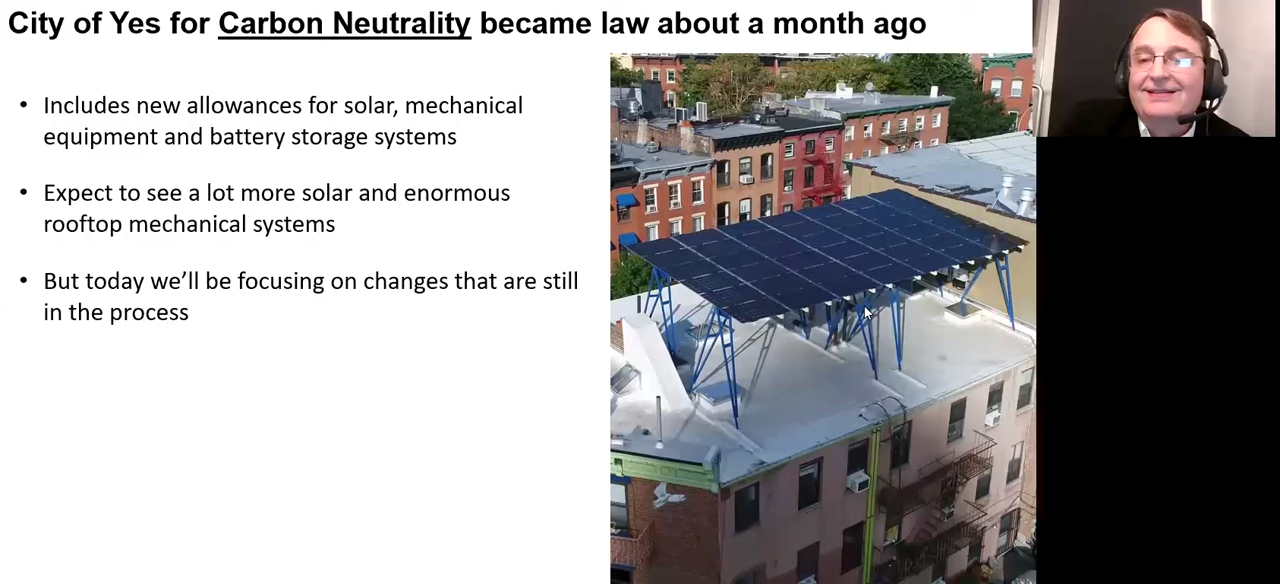 City of Yes for Carbon Neutrality became law about a month ago
• Includes new allowances for solar, mechanical
equipment and battery storage systems
• Expect to see a lot more solar and enormous
rooftop mechanical systems
• But today we’ll be focusing on changes that are still
in the process